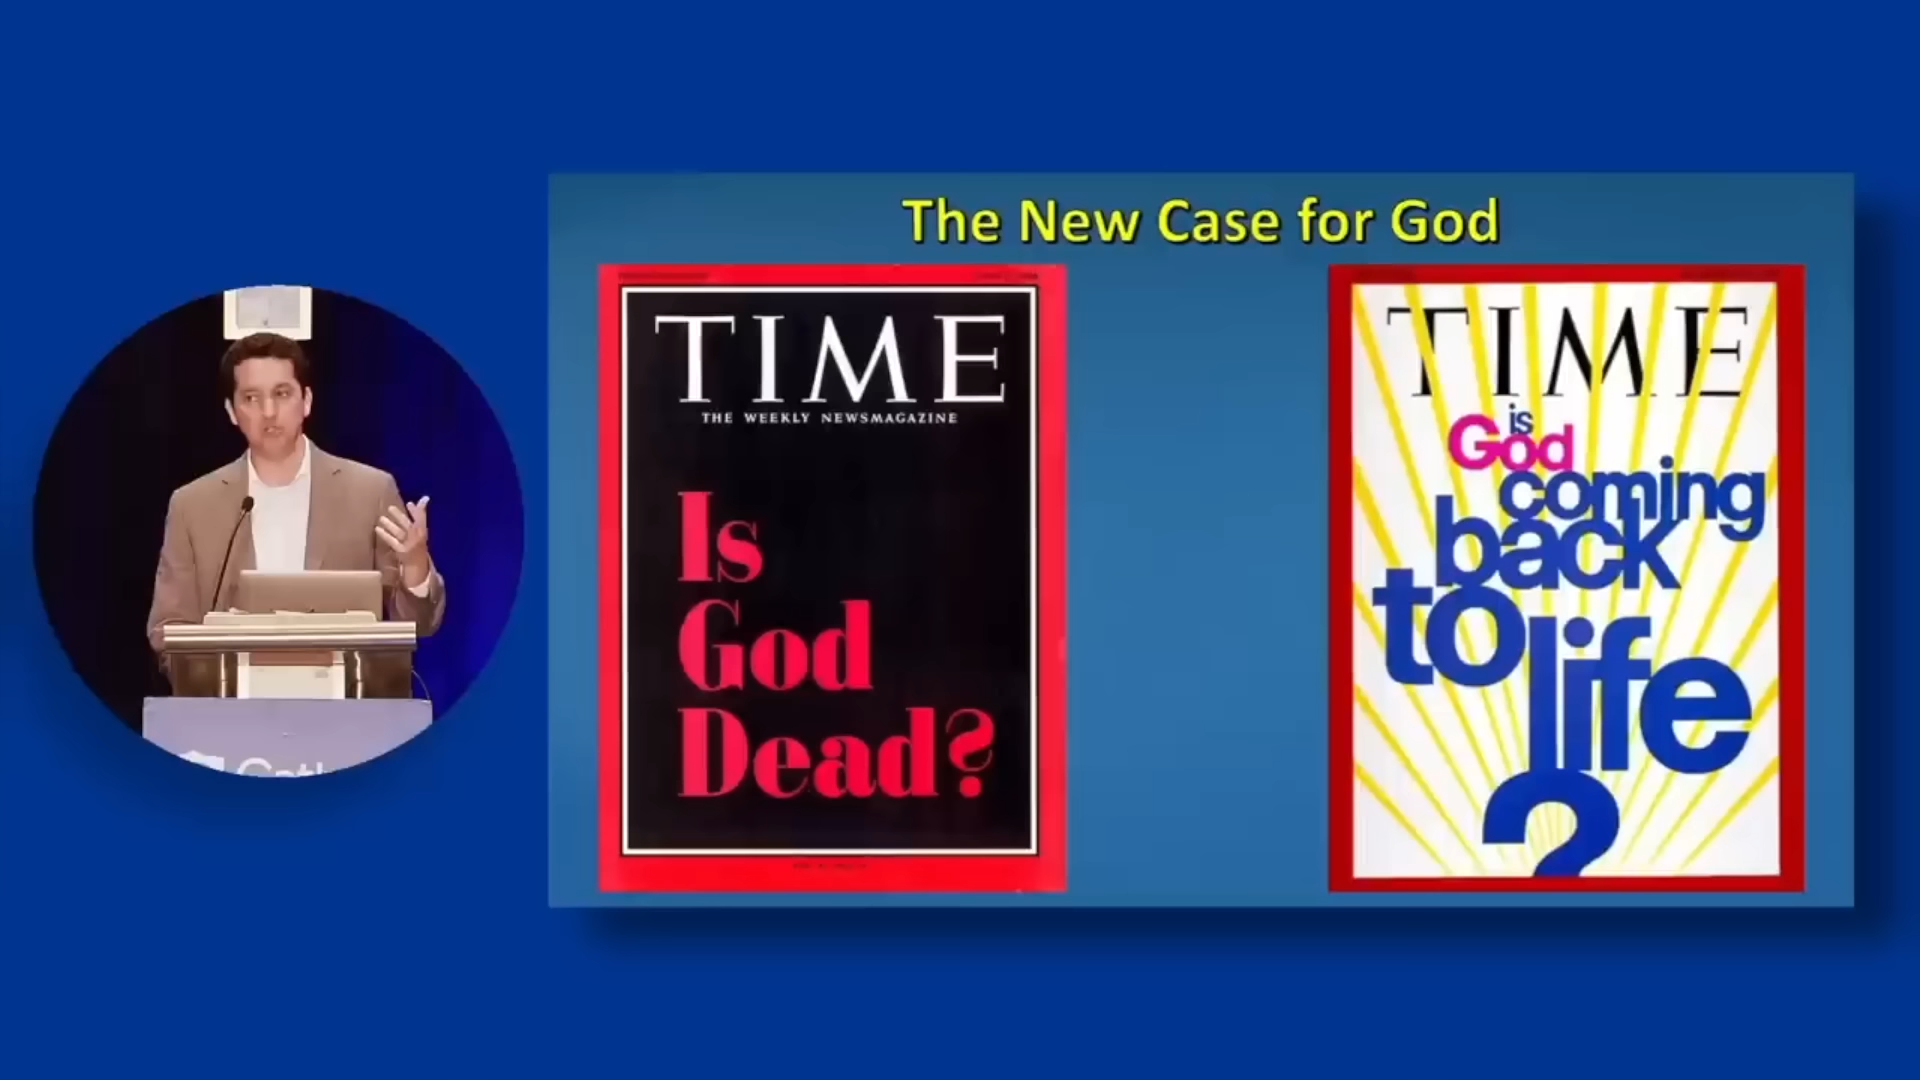 The New Case for God
TIME
THE WEEKLY NEWSMAGAZINE
Is
God
Dead?
TIME
is
God
coming
back
to
life
?